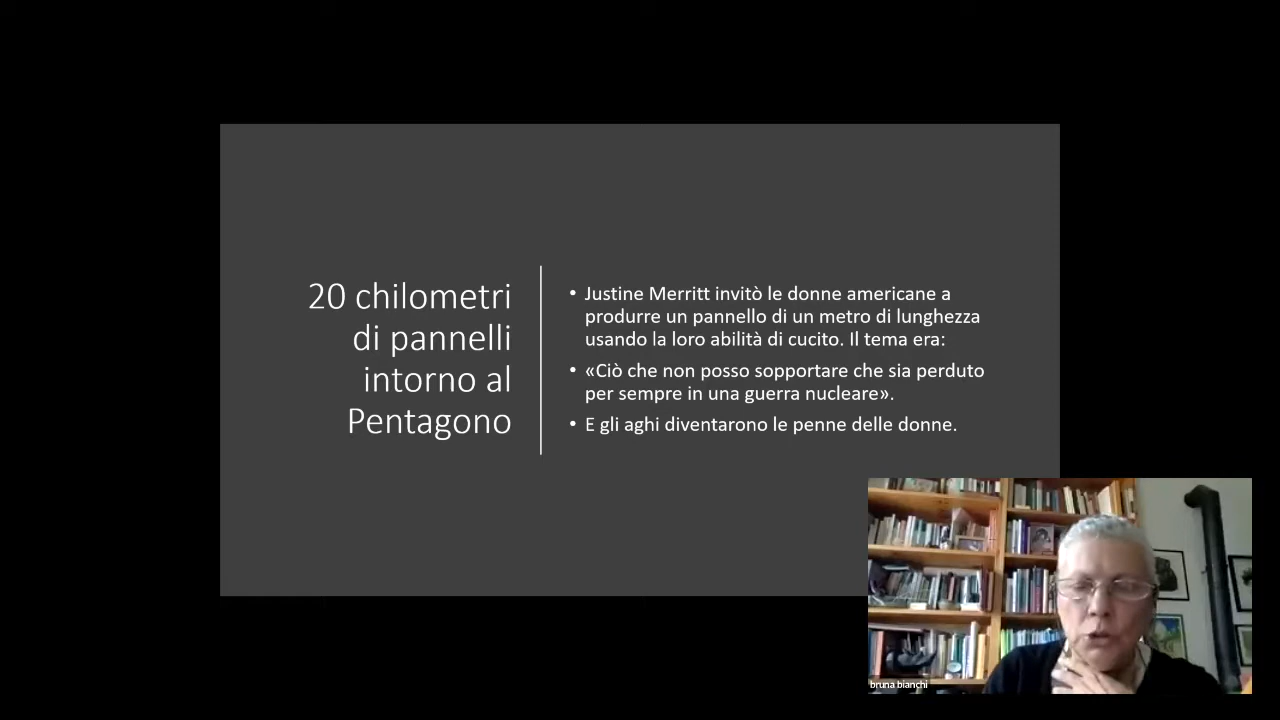 20 chilometri
di pannelli
intorno al
Pentagono
• Justine Merritt invitò le donne americane a
produrre un pannello di un metro di lunghezza
usando la loro abilità di cucito. Il tema era:
• «Ciò che non posso sopportare che sia perduto
per sempre in una guerra nucleare».
• E gli aghi diventarono le penne delle donne.
bruna bianchi